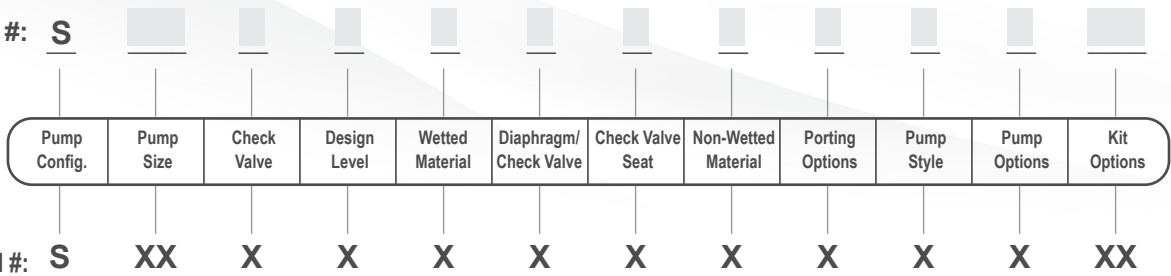 #: S
Pump Config. Pump Size Check Valve Design Level Wetted Material Diaphragm/ Check Valve Check Valve Seat Non-Wetted Material Porting Options Pump Style Pump Options Kit Options
#: S XX X X X X X X X X X XX